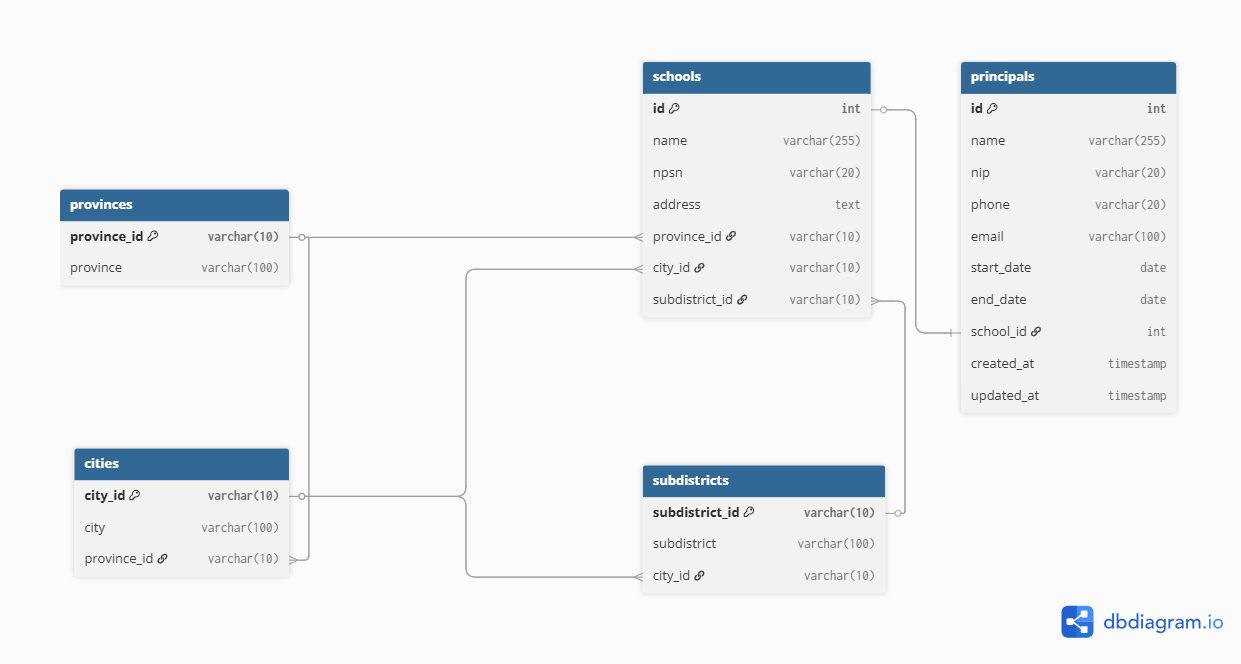 schools
id int
name varchar(255)
npsn varchar(20)
address text
province_id varchar(10)
city_id varchar(10)
subdistrict_id varchar(10)
principals
id int
name varchar(255)
nip varchar(20)
phone varchar(20)
email varchar(100)
start_date date
end_date date
school_id int
created_at timestamp
updated_at timestamp
provinces
province_id varchar(10)
province varchar(100)
cities
city_id varchar(10)
city varchar(100)
province_id varchar(10)
subdistricts
subdistrict_id varchar(10)
subdistrict varchar(100)
city_id varchar(10)
dbdiagram.io